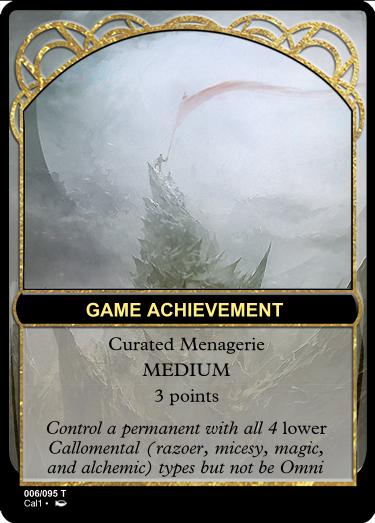 GAME ACHIEVEMENT
Curated Menagerie
MEDIUM
3 points
Control a permanent with all 4 lower
Callomental (razoer, micesy, magic,
and alchemic) types but not be Omni
006/095 T
Cal1 •